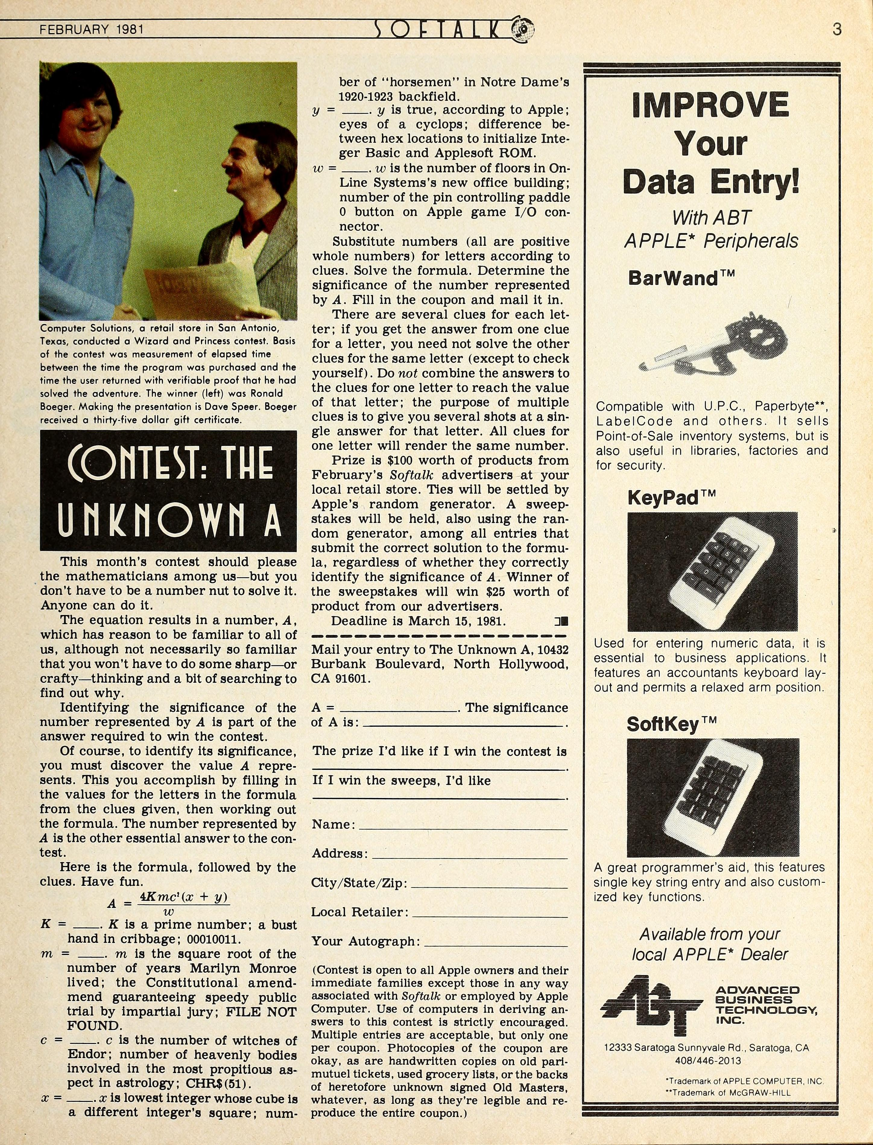 FEBRUARY 1981
SOFTALK
3
Computer Solutions, a retail store in San Antonio,
Texas, conducted a Wizard and Princess contest. Basis
of the contest was measurement of elapsed time
between the time the program was purchased and the
time the user returned with verifiable proof that he had
solved the adventure. The winner (left) was Ronald
Boeger. Making the presentation is Dave Speer. Boeger
received a thirty-five dollar gift certificate.
CONTEST: THE
UNKNOWN A
This month's contest should please
the mathematicians among us—but you
don't have to be a number nut to solve it.
Anyone can do it.
The equation results in a number, A,
which has reason to be familiar to all of
us, although not necessarily so familiar
that you won't have to do some sharp—or
crafty—thinking and a bit of searching to
find out why.
Identifying the significance of the
number represented by A is part of the
answer required to win the contest.
Of course, to identify its significance,
you must discover the value A repre-
sents. This you accomplish by filling in
the values for the letters in the formula
from the clues given, then working out
the formula. The number represented by
A is the other essential answer to the con-
test.
Here is the formula, followed by the
clues. Have fun.
A = 4Kmc²(x + y)
w
K = ____. K is a prime number; a bust
hand in cribbage; 00010011.
m = ____. m is the square root of the
number of years Marilyn Monroe
lived; the Constitutional amend-
mend guaranteeing speedy public
trial by impartial jury; FILE NOT
FOUND.
c = ____. c is the number of witches of
Endor; number of heavenly bodies
involved in the most propitious as-
pect in astrology; CHR$(51).
x = ____. x is lowest integer whose cube is
a different integer's square; num-
ber of "horsemen" in Notre Dame's
1920-1923 backfield.
y = ____. y is true, according to Apple;
eyes of a cyclops; difference be-
tween hex locations to initialize Inte-
ger Basic and Applesoft ROM.
w = ____. w is the number of floors in On-
Line Systems's new office building;
number of the pin controlling paddle
0 button on Apple game I/O con-
nector.
Substitute numbers (all are positive
whole numbers) for letters according to
clues. Solve the formula. Determine the
significance of the number represented
by A. Fill in the coupon and mail it in.
There are several clues for each let-
ter; if you get the answer from one clue
for a letter, you need not solve the other
clues for the same letter (except to check
yourself). Do not combine the answers to
the clues for one letter to reach the value
of that letter; the purpose of multiple
clues is to give you several shots at a sin-
gle answer for that letter. All clues for
one letter will render the same number.
Prize is $100 worth of products from
February's Softalk advertisers at your
local retail store. Ties will be settled by
Apple's random generator. A sweep-
stakes will be held, also using the ran-
dom generator, among all entries that
submit the correct solution to the formu-
la, regardless of whether they correctly
identify the significance of A. Winner of
the sweepstakes will win $25 worth of
product from our advertisers.
Deadline is March 15, 1981.
Mail your entry to The Unknown A, 10432
Burbank Boulevard, North Hollywood,
CA 91601.
A = ____________. The significance
of A is: ____________.
The prize I'd like if I win the contest is
____________.
If I win the sweeps, I'd like
____________.
Name: ____________
Address: ____________
City/State/Zip: ____________
Local Retailer: ____________
Your Autograph: ____________
(Contest is open to all Apple owners and their
immediate families except those in any way
associated with Softalk or employed by Apple
Computer. Use of computers in deriving an-
swers to this contest is strictly encouraged.
Multiple entries are acceptable, but only one
per coupon. Photocopies of the coupon are
okay, as are handwritten copies on old pari-
mutuel tickets, used grocery lists, or the backs
of heretofore unknown signed Old Masters,
whatever, as long as they're legible and re-
produce the entire coupon.)
IMPROVE
Your
Data Entry!
With ABT
APPLE* Peripherals
BarWand™
Compatible with U.P.C., Paperbyte**,
LabelCode and others. It sells
Point-of-Sale inventory systems, but is
also useful in libraries, factories and
for security.
KeyPad™
Used for entering numeric data, it is
essential to business applications. It
features an accountants keyboard lay-
out and permits a relaxed arm position.
SoftKey™
A great programmer's aid, this features
single key string entry and also custom-
ized key functions.
Available from your
local APPLE* Dealer
ABT
ADVANCED
BUSINESS
TECHNOLOGY,
INC.
12333 Saratoga Sunnyvale Rd., Saratoga, CA
408/446-2013
*Trademark of APPLE COMPUTER, INC.
**Trademark of McGRAW-HILL